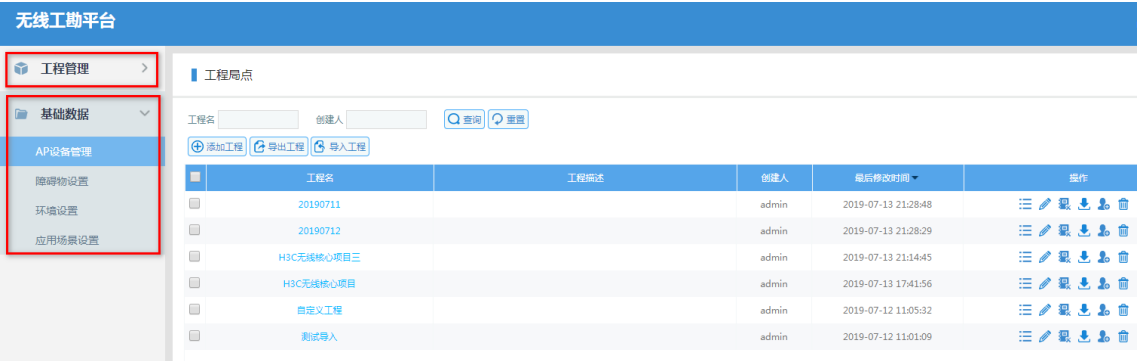 无线工勘平台
工程管理
基础数据
AP设备管理
障碍物设置
环境设置
应用场景设置
工程局点
工程名 创建人 查询 重置
添加工程 导出工程 导入工程
工程名 工程描述 创建人 最后修改时间 操作
20190711 admin 2019-07-13 21:28:48
20190712 admin 2019-07-13 21:28:29
H3C无线核心项目三 admin 2019-07-13 21:14:45
H3C无线核心项目 admin 2019-07-13 17:41:56
自定义工程 admin 2019-07-12 11:05:32
测试导入 admin 2019-07-12 11:01:09